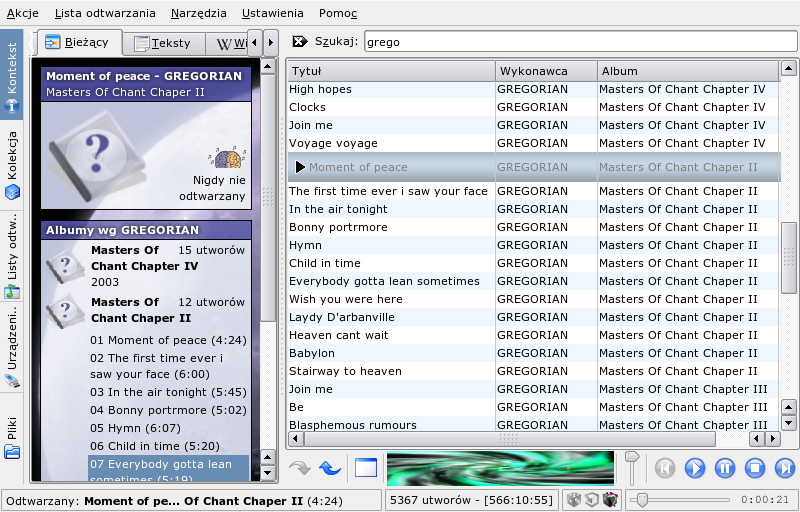 Akcje Lista odtwarzania Narzędzia Ustawienia Pomoc
Kontekst
Kolekcja
Listy odtw..
Urządzeni..
Pliki
Bieżący Teksty Wi
Moment of peace - GREGORIAN
Masters Of Chant Chaper II
Nigdy nie
odtwarzany
Albumy wg GREGORIAN
Masters Of 15 utworów
Chant Chapter IV
2003
Masters Of 12 utworów
Chant Chapter II
01 Moment of peace (4:24)
02 The first time ever i
saw your face (6:00)
03 In the air tonight (5:45)
04 Bonny portrmore (5:02)
05 Hymn (6:07)
06 Child in time (5:20)
07 Everybody gotta lean
sometimes (5:19)
Szukaj: grego
Tytuł Wykonawca Album
High hopes GREGORIAN Masters Of Chant Chapter IV
Clocks GREGORIAN Masters Of Chant Chapter IV
Join me GREGORIAN Masters Of Chant Chapter IV
Voyage voyage GREGORIAN Masters Of Chant Chapter IV
Moment of peace GREGORIAN Masters Of Chant Chapter II
The first time ever i saw your face GREGORIAN Masters Of Chant Chapter II
In the air tonight GREGORIAN Masters Of Chant Chapter II
Bonny portrmore GREGORIAN Masters Of Chant Chapter II
Hymn GREGORIAN Masters Of Chant Chapter II
Child in time GREGORIAN Masters Of Chant Chapter II
Everybody gotta lean sometimes GREGORIAN Masters Of Chant Chapter II
Wish you were here GREGORIAN Masters Of Chant Chapter II
Laydy D'arbanville GREGORIAN Masters Of Chant Chapter II
Heaven cant wait GREGORIAN Masters Of Chant Chapter II
Babylon GREGORIAN Masters Of Chant Chapter II
Stairway to heaven GREGORIAN Masters Of Chant Chapter II
Join me GREGORIAN Masters Of Chant Chapter III
Be GREGORIAN Masters Of Chant Chapter III
Blasphemous rumours GREGORIAN Masters Of Chant Chapter III
Odtwarzany: Moment of pe... Of Chant Chaper II (4:24) 5367 utworów - [566:10:55] 0:00:21